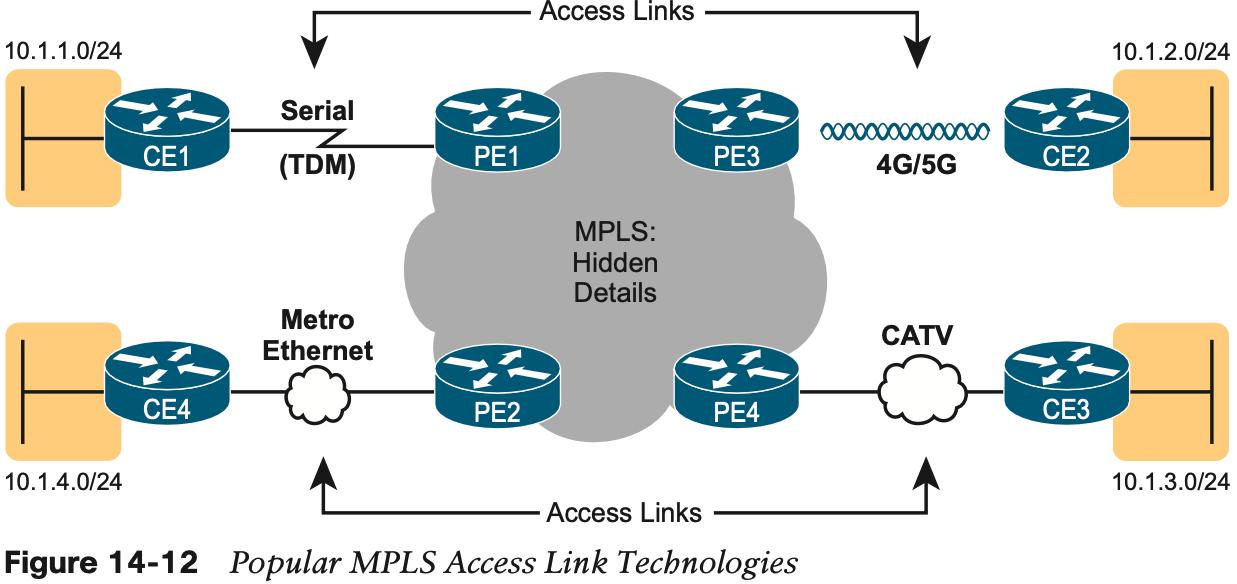 Access Links
10.1.1.0/24
10.1.2.0/24
Serial
(TDM)
CE1
PE1
PE3
4G/5G
CE2
MPLS:
Hidden
Details
Metro
Ethernet
CATV
CE4
PE2
PE4
CE3
10.1.4.0/24
10.1.3.0/24
Access Links
Figure 14-12 Popular MPLS Access Link Technologies